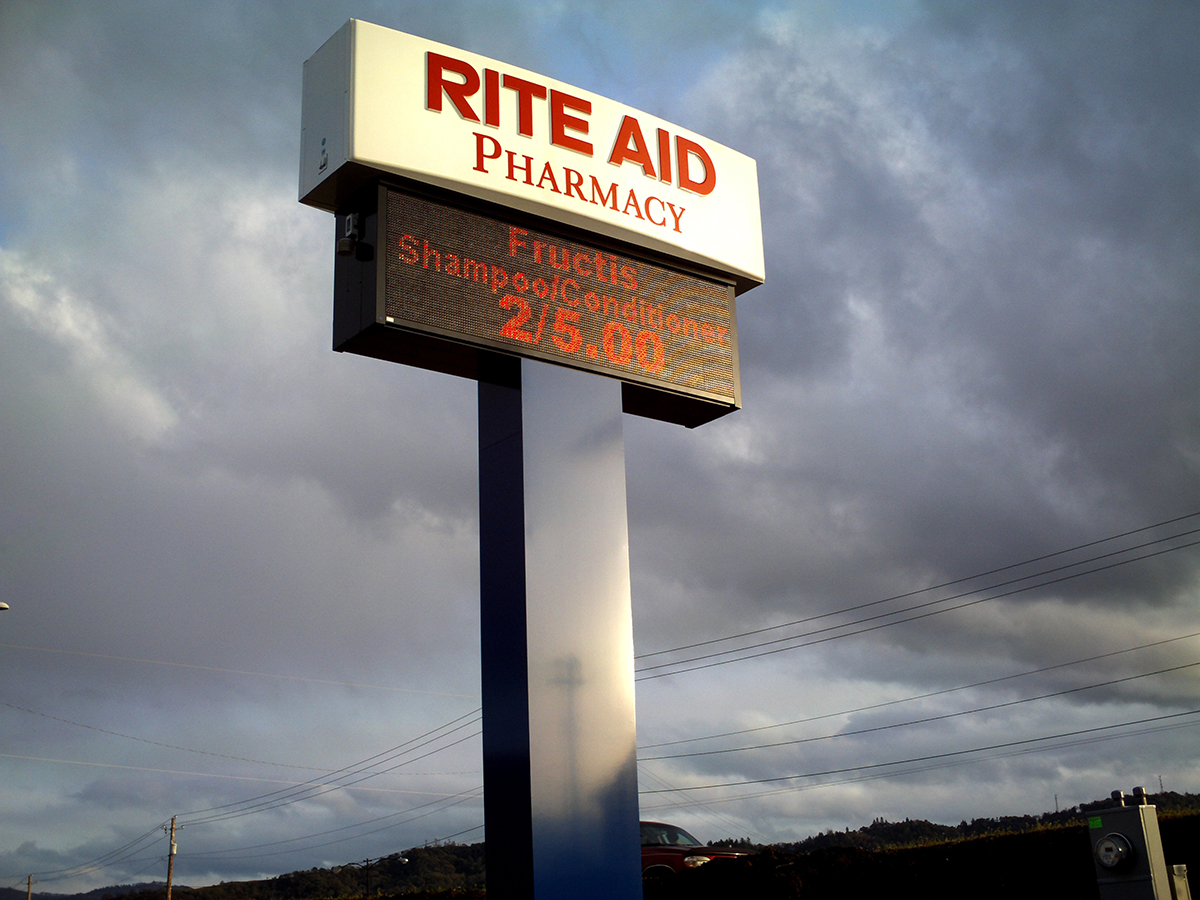 RITE AID
PHARMACY
Fructis
Shampoo/Conditioner
2/5.00